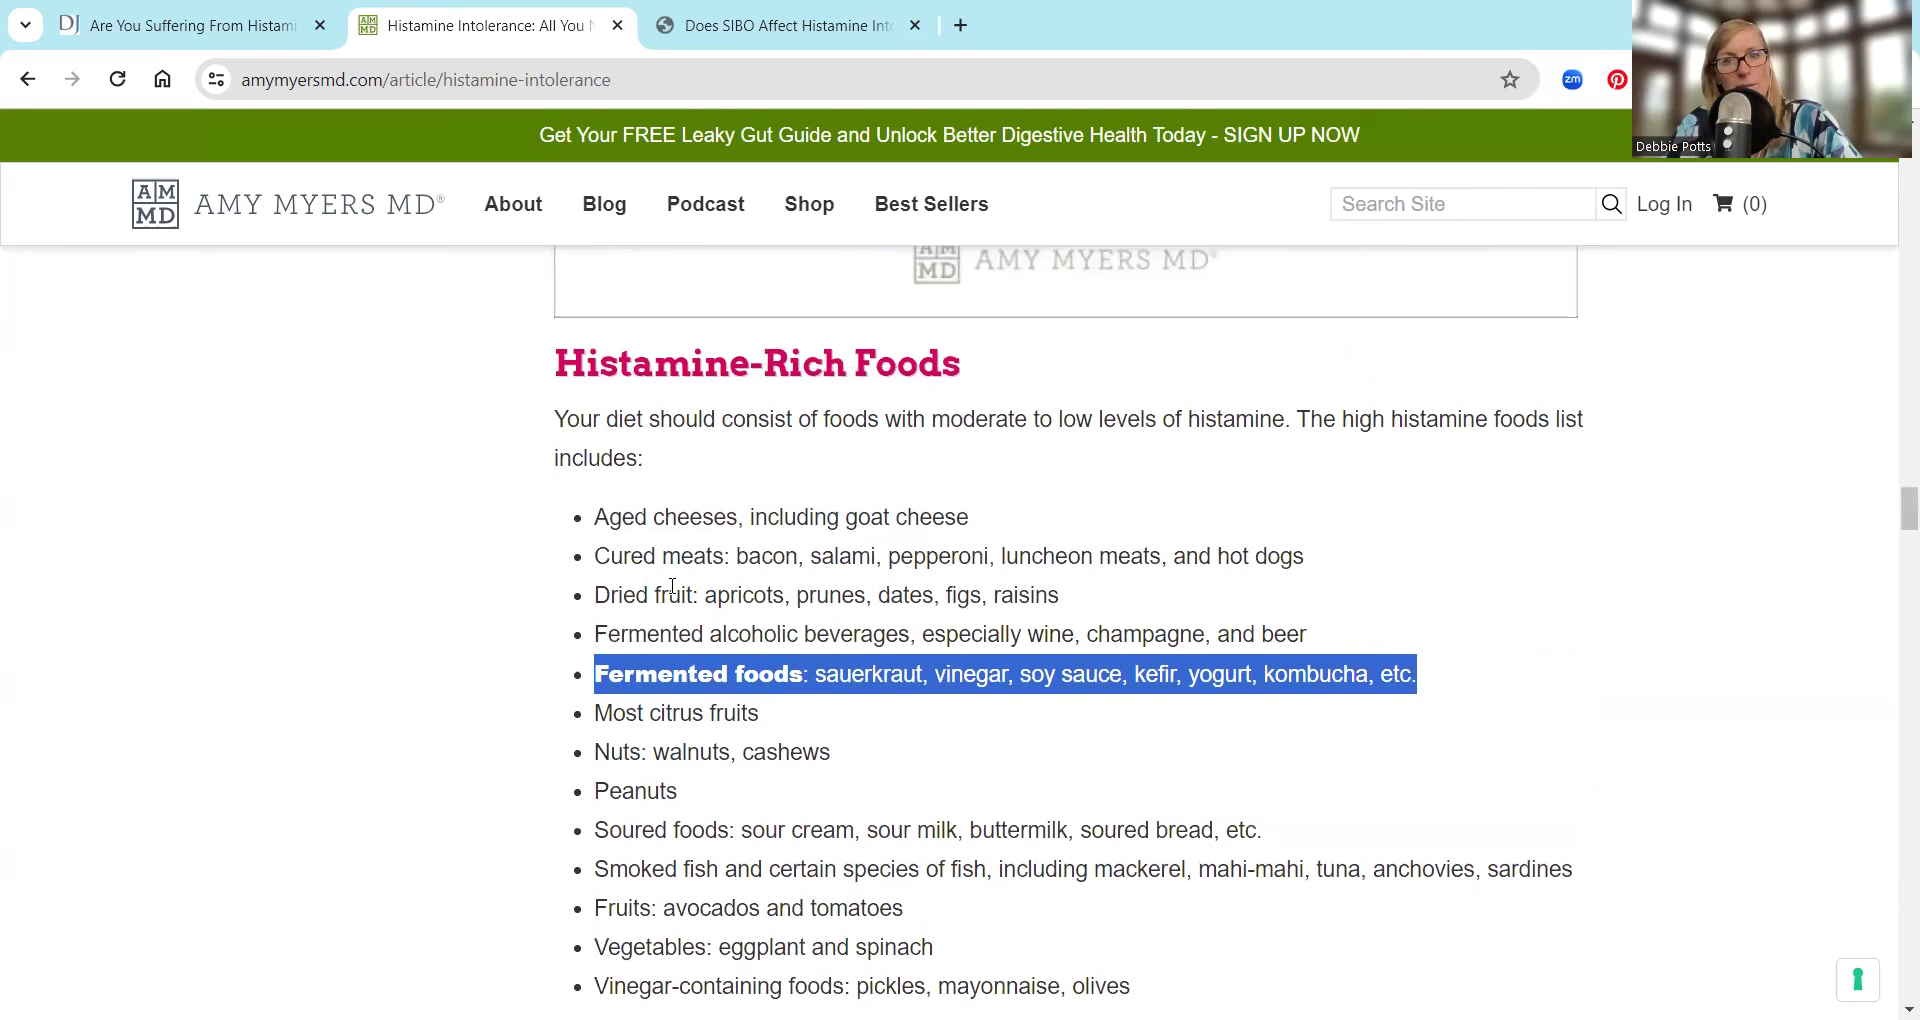 Are You Suffering From Histami
Histamine Intolerance: All You N
Does SIBO Affect Histamine Into
amymyersmd.com/article/histamine-intolerance
zm
Debbie Potts
Get Your FREE Leaky Gut Guide and Unlock Better Digestive Health Today - SIGN UP NOW
AM MD AMY MYERS MD®
About
Blog
Podcast
Shop
Best Sellers
Search Site
Log In
(0)
AM MD AMY MYERS MD®
Histamine-Rich Foods
Your diet should consist of foods with moderate to low levels of histamine. The high histamine foods list
includes:
• Aged cheeses, including goat cheese
• Cured meats: bacon, salami, pepperoni, luncheon meats, and hot dogs
• Dried fruit: apricots, prunes, dates, figs, raisins
• Fermented alcoholic beverages, especially wine, champagne, and beer
• Fermented foods: sauerkraut, vinegar, soy sauce, kefir, yogurt, kombucha, etc.
• Most citrus fruits
• Nuts: walnuts, cashews
• Peanuts
• Soured foods: sour cream, sour milk, buttermilk, soured bread, etc.
• Smoked fish and certain species of fish, including mackerel, mahi-mahi, tuna, anchovies, sardines
• Fruits: avocados and tomatoes
• Vegetables: eggplant and spinach
• Vinegar-containing foods: pickles, mayonnaise, olives